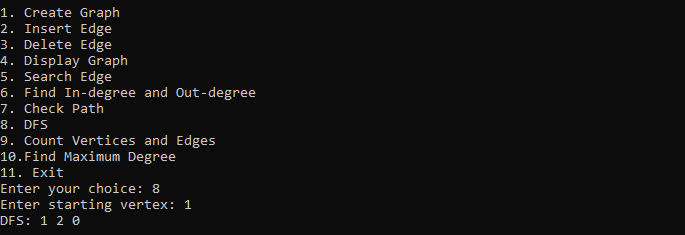 1. Create Graph
2. Insert Edge
3. Delete Edge
4. Display Graph
5. Search Edge
6. Find In-degree and Out-degree
7. Check Path
8. DFS
9. Count Vertices and Edges
10.Find Maximum Degree
11. Exit
Enter your choice: 8
Enter starting vertex: 1
DFS: 1 2 0